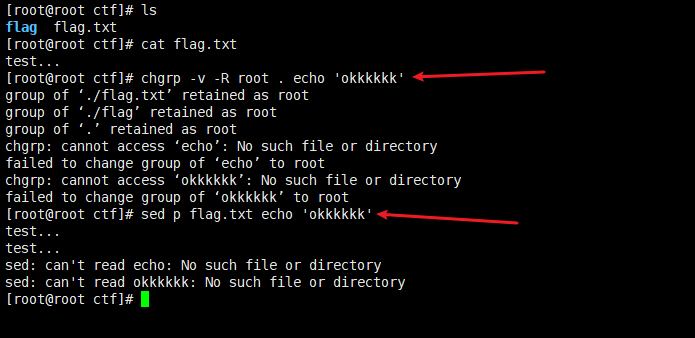 [root@root ctf]# ls
flag  flag.txt
[root@root ctf]# cat flag.txt
test...
[root@root ctf]# chgrp -v -R root . echo 'okkkkkk'
group of ‘./flag.txt’ retained as root
group of ‘./flag’ retained as root
group of ‘.’ retained as root
chgrp: cannot access ‘echo’: No such file or directory
failed to change group of ‘echo’ to root
chgrp: cannot access ‘okkkkkk’: No such file or directory
failed to change group of ‘okkkkkk’ to root
[root@root ctf]# sed p flag.txt echo 'okkkkkk'
test...
test...
sed: can't read echo: No such file or directory
sed: can't read okkkkkk: No such file or directory
[root@root ctf]#